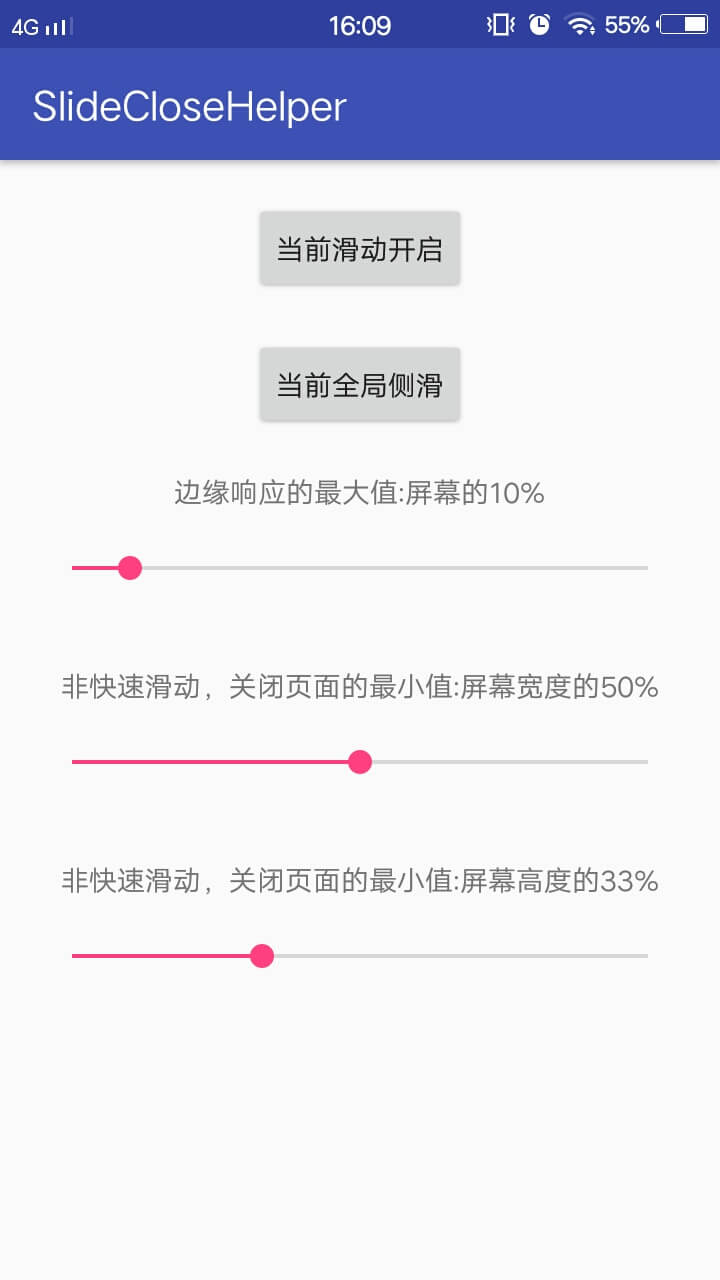 4G 16:09 55%
SlideCloseHelper
当前滑动开启
当前全局侧滑
边缘响应的最大值:屏幕的10%
非快速滑动，关闭页面的最小值:屏幕宽度的50%
非快速滑动，关闭页面的最小值:屏幕高度的33%